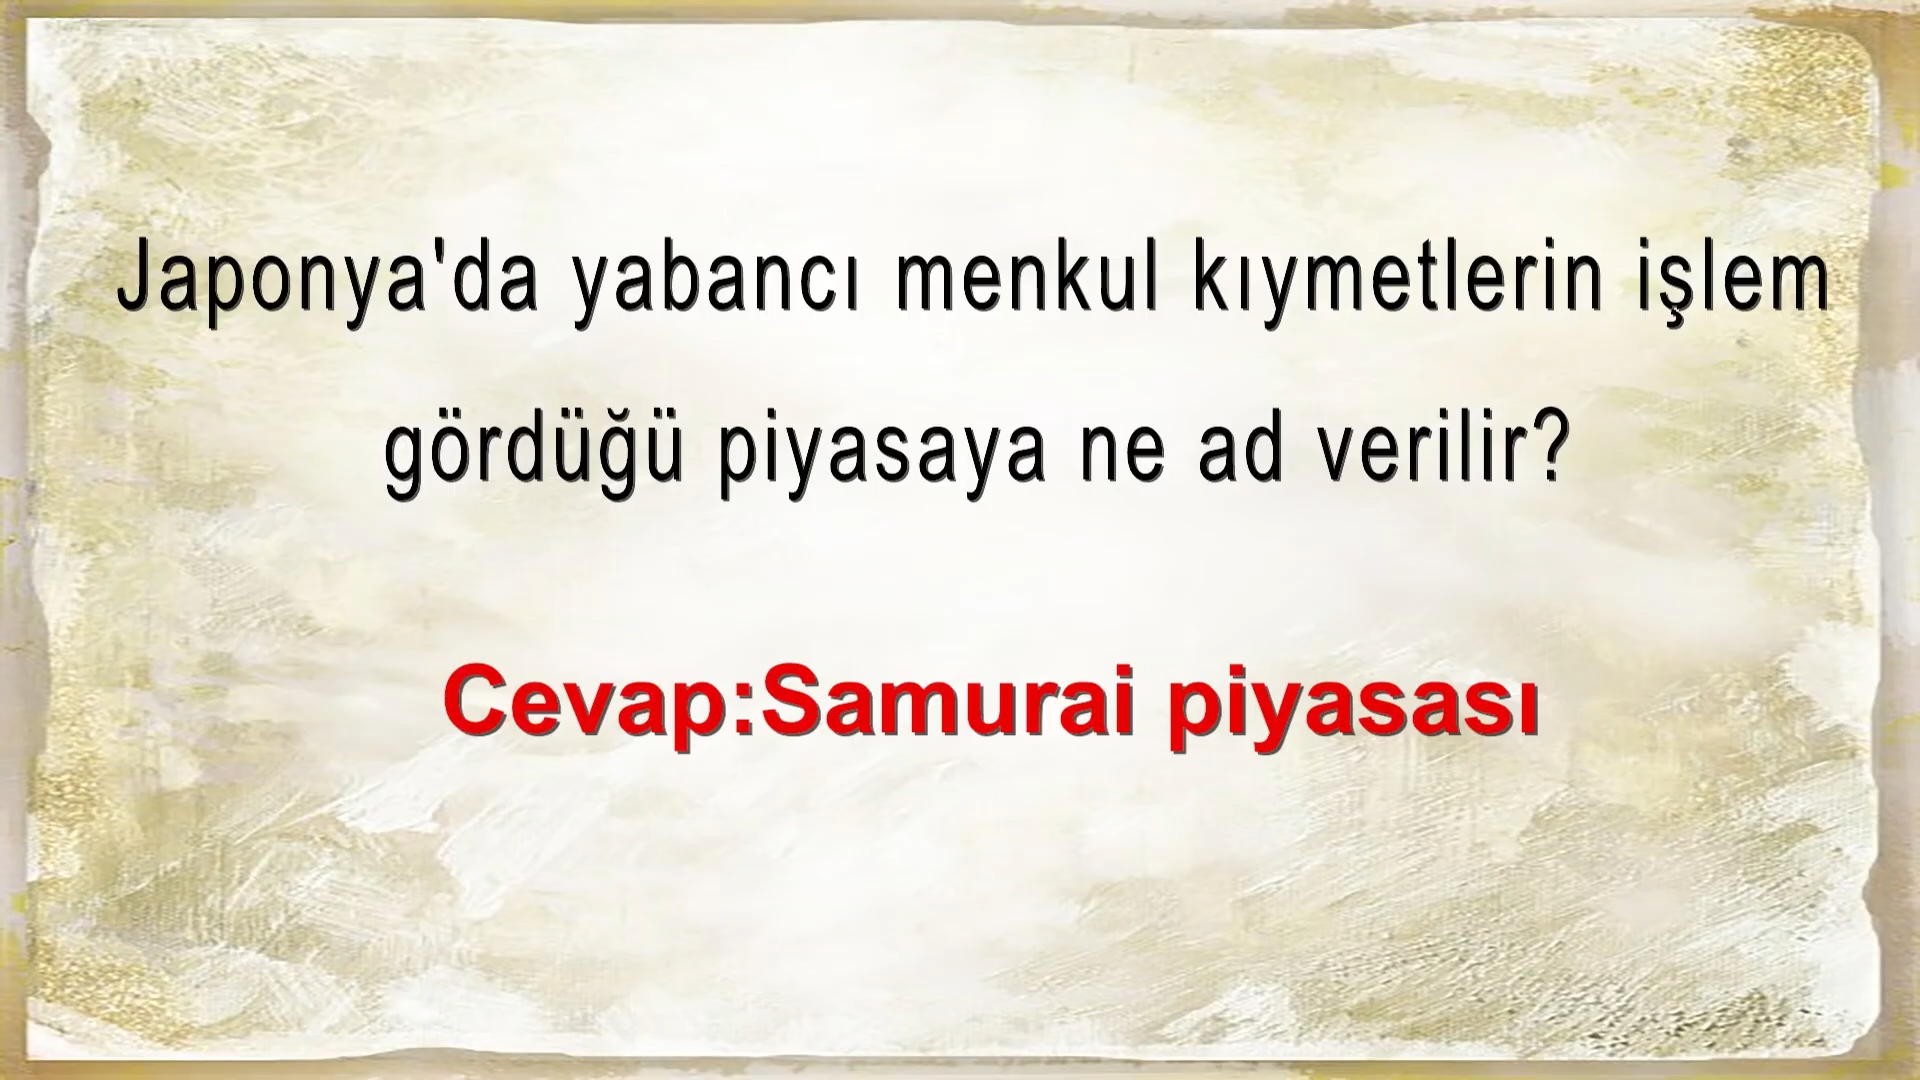 Japonya'da yabancı menkul kıymetlerin işlem
gördüğü piyasaya ne ad verilir?
Cevap:Samurai piyasası